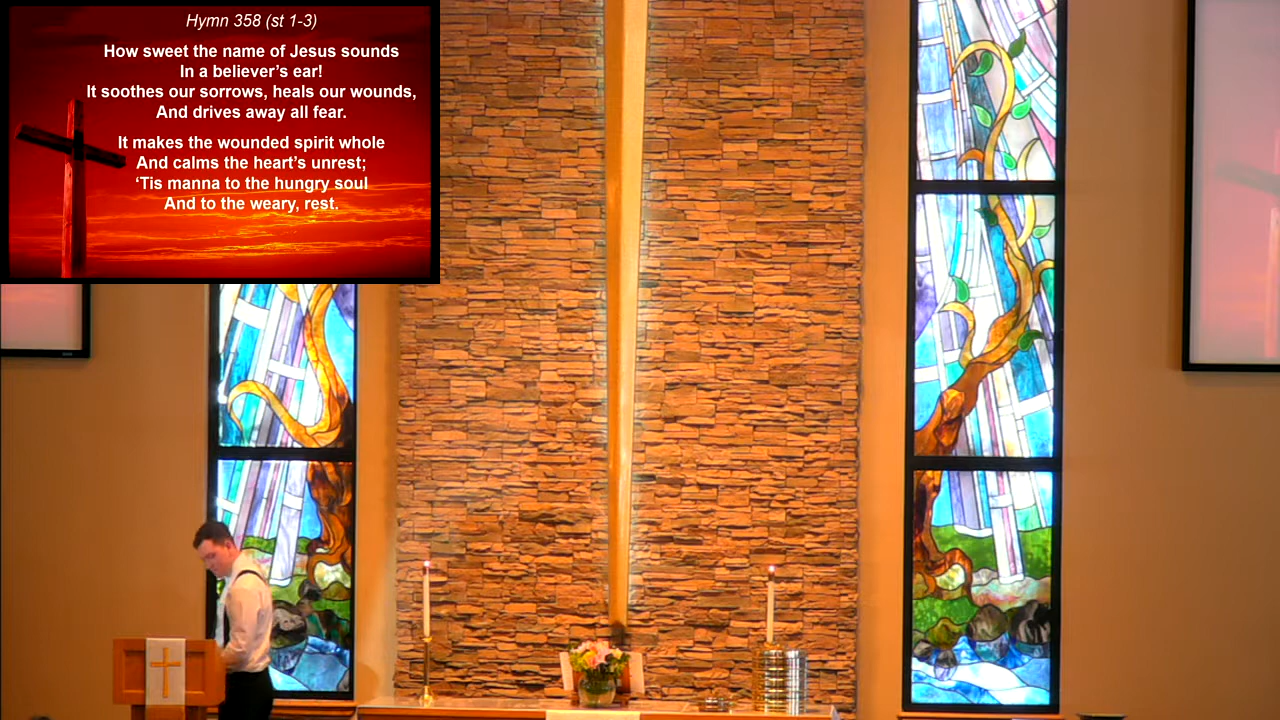 Hymn 358 (st 1-3)
How sweet the name of Jesus sounds
In a believer’s ear!
It soothes our sorrows, heals our wounds,
And drives away all fear.
It makes the wounded spirit whole
And calms the heart’s unrest;
‘Tis manna to the hungry soul
And to the weary, rest.